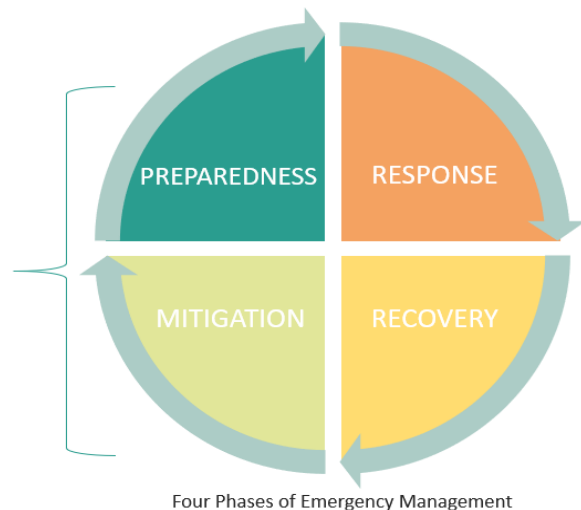 PREPAREDNESS
RESPONSE
MITIGATION
RECOVERY
Four Phases of Emergency Management